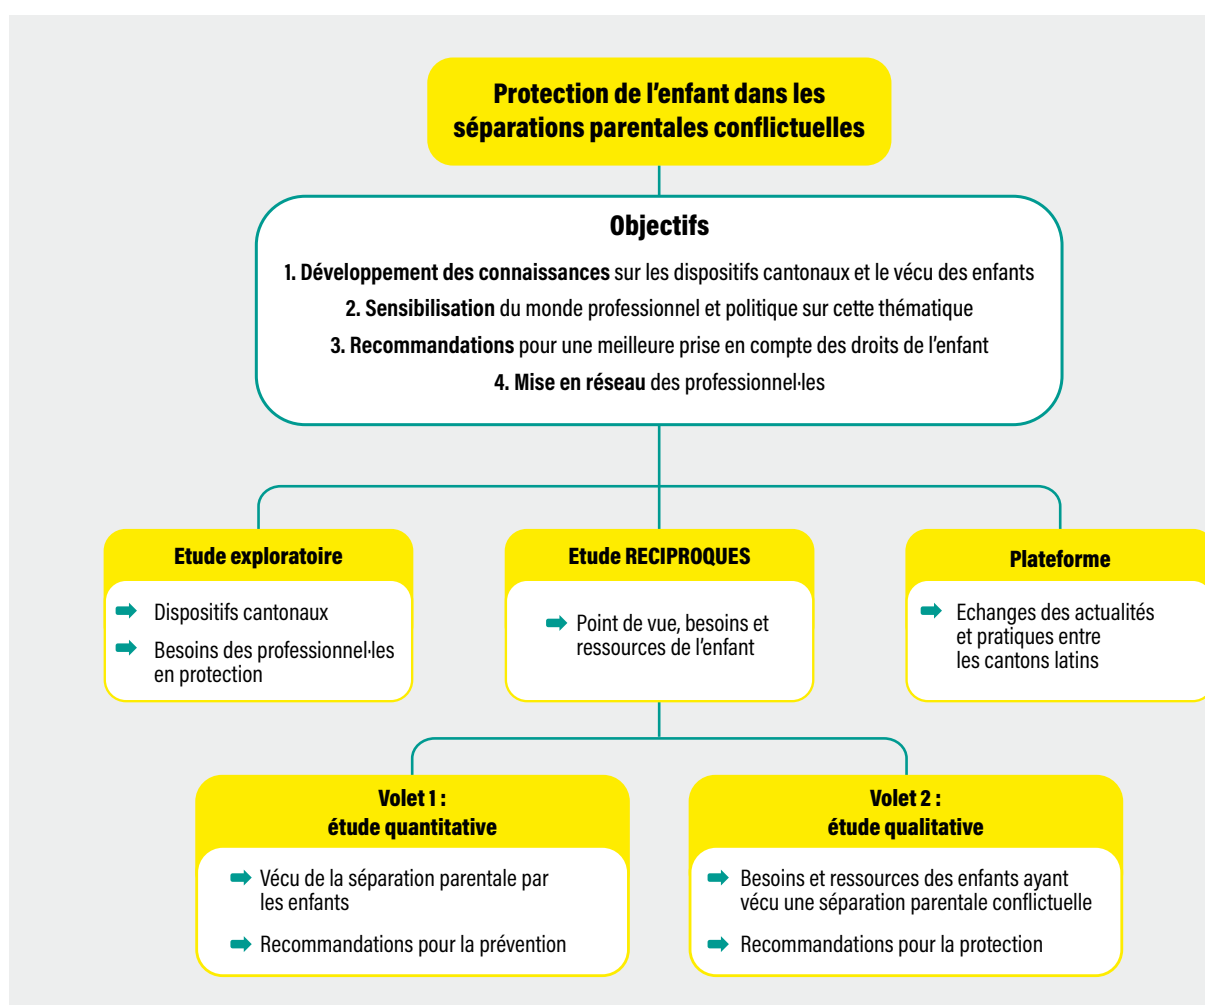 Protection de l'enfant dans les
séparations parentales conflictuelles
Objectifs
1. Développement des connaissances sur les dispositifs cantonaux et le vécu des enfants
2. Sensibilisation du monde professionnel et politique sur cette thématique
3. Recommandations pour une meilleure prise en compte des droits de l'enfant
4. Mise en réseau des professionnel·les
Etude exploratoire
Dispositifs cantonaux
Besoins des professionnel·les
en protection
Etude RECIPROQUES
Point de vue, besoins et
ressources de l'enfant
Plateforme
Echanges des actualités
et pratiques entre
les cantons latins
Volet 1 :
étude quantitative
Vécu de la séparation parentale par
les enfants
Recommandations pour la prévention
Volet 2 :
étude qualitative
Besoins et ressources des enfants ayant
vécu une séparation parentale conflictuelle
Recommandations pour la protection